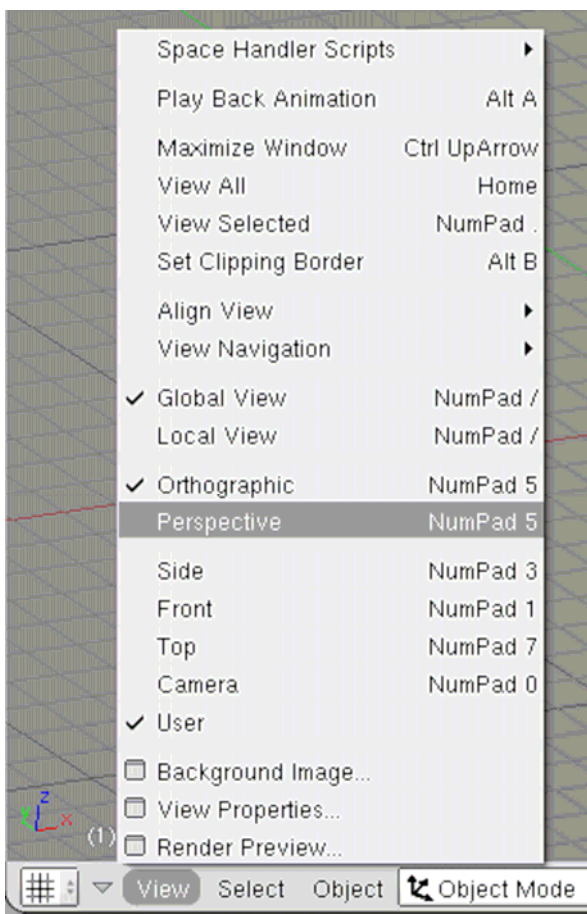 Space Handler Scripts
Play Back Animation Alt A
Maximize Window Ctrl UpArrow
View All Home
View Selected NumPad .
Set Clipping Border Alt B
Align View
View Navigation
Global View NumPad /
Local View NumPad /
Orthographic NumPad 5
Perspective NumPad 5
Side NumPad 3
Front NumPad 1
Top NumPad 7
Camera NumPad 0
User
Background Image...
View Properties...
Render Preview...
z
y x
(1)
View Select Object Object Mode